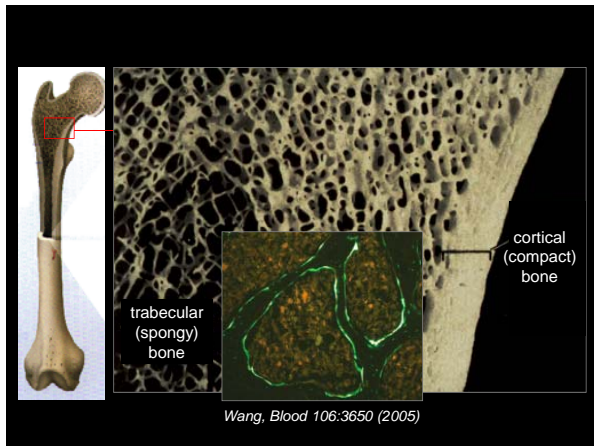 cortical
(compact)
bone
trabecular
(spongy)
bone
Wang, Blood 106:3650 (2005)